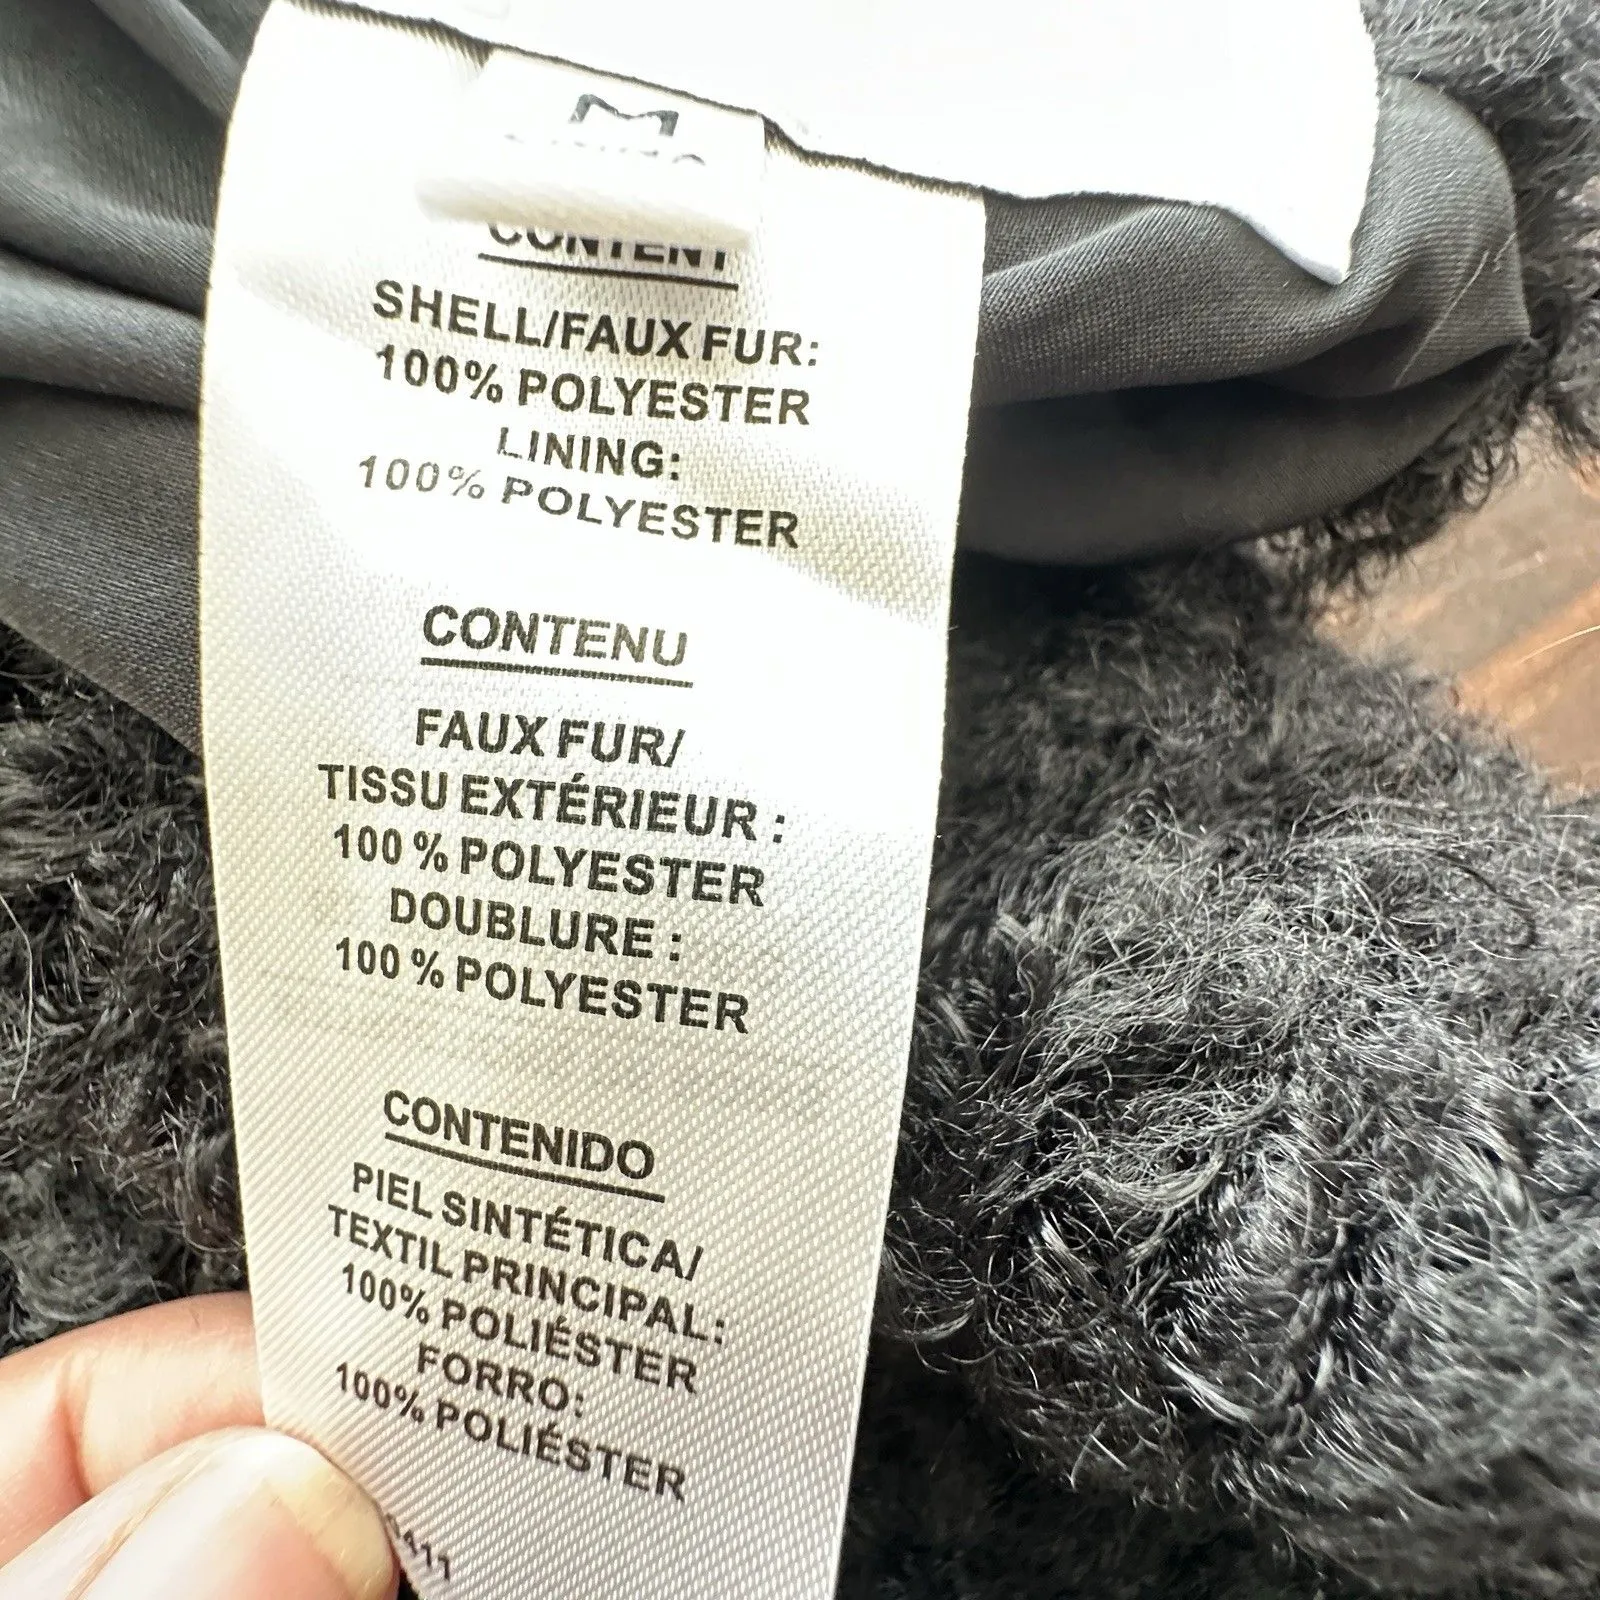 M
CONTENT
SHELL/FAUX FUR:
100% POLYESTER
LINING:
100% POLYESTER
CONTENU
FAUX FUR/
TISSU EXTÉRIEUR :
100 % POLYESTER
DOUBLURE :
100 % POLYESTER
CONTENIDO
PIEL SINTÉTICA/
TEXTIL PRINCIPAL:
100% POLIÉSTER
FORRO:
100% POLIÉSTER